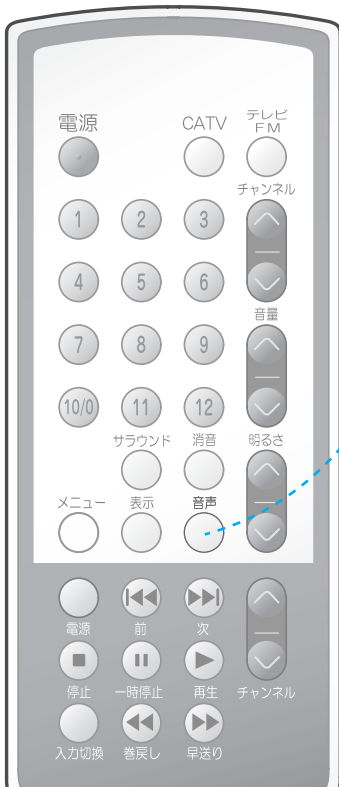 電源
CATV
テレビ
FM
チャンネル
1 2 3
4 5 6
音量
7 8 9
10/0 11 12
サラウンド 消音 明るさ
メニュー 表示 音声
電源 前 次
停止 一時停止 再生 チャンネル
入力切換 巻戻し 早送り